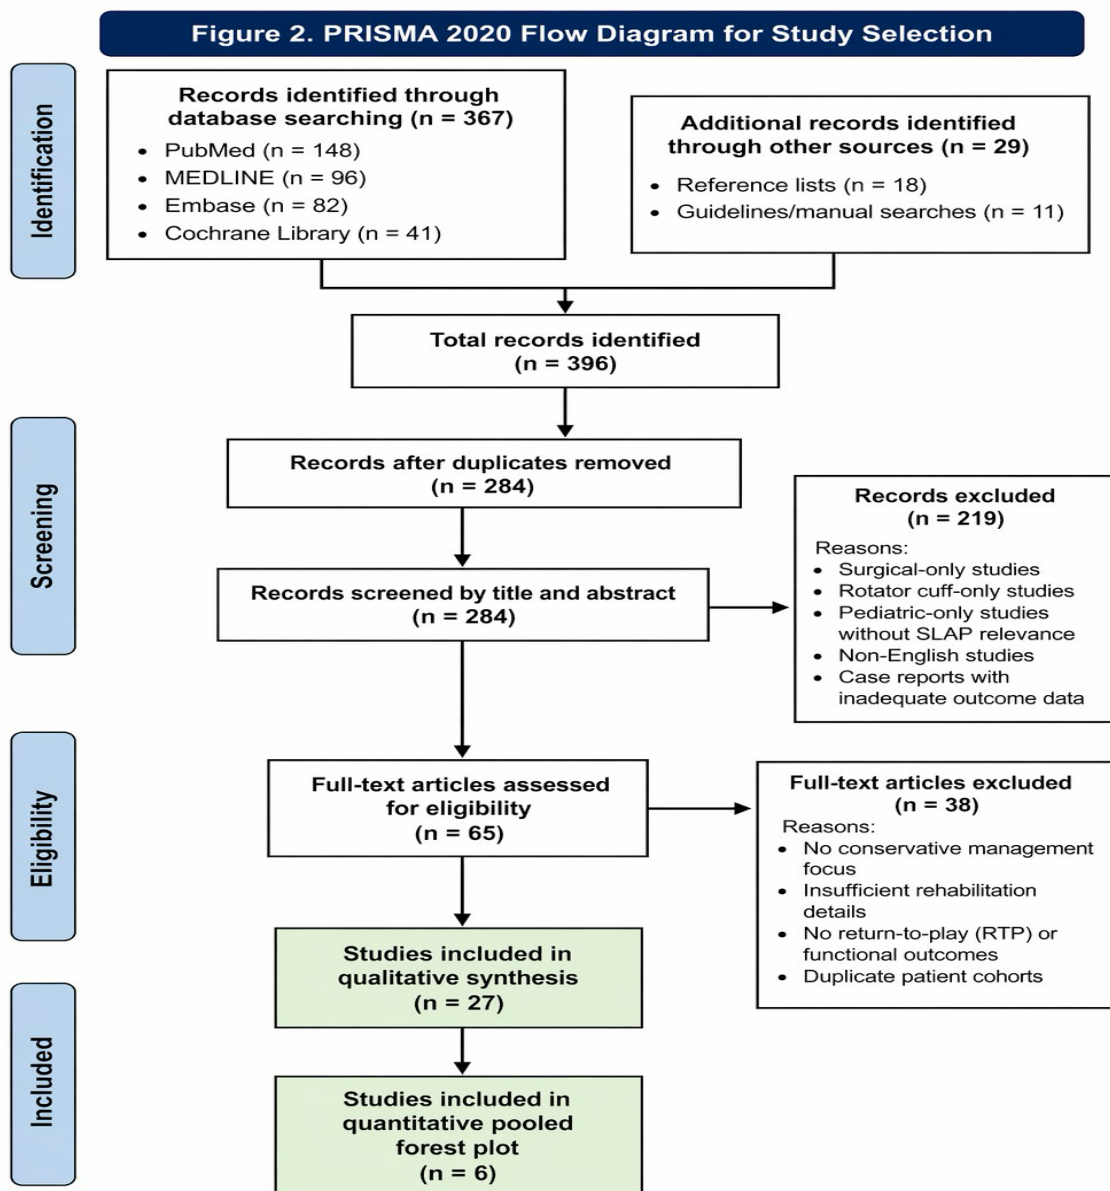 Figure 2. PRISMA 2020 Flow Diagram for Study Selection
Identification
Records identified through
database searching (n = 367)
• PubMed (n = 148)
• MEDLINE (n = 96)
• Embase (n = 82)
• Cochrane Library (n = 41)
Additional records identified
through other sources (n = 29)
• Reference lists (n = 18)
• Guidelines/manual searches (n = 11)
Total records identified
(n = 396)
Screening
Records after duplicates removed
(n = 284)
Records screened by title and abstract
(n = 284)
Records excluded
(n = 219)
Reasons:
• Surgical-only studies
• Rotator cuff-only studies
• Pediatric-only studies
without SLAP relevance
• Non-English studies
• Case reports with
inadequate outcome data
Eligibility
Full-text articles assessed
for eligibility
(n = 65)
Full-text articles excluded
(n = 38)
Reasons:
• No conservative management
focus
• Insufficient rehabilitation
details
• No return-to-play (RTP) or
functional outcomes
• Duplicate patient cohorts
Studies included in
qualitative synthesis
(n = 27)
Included
Studies included in
quantitative pooled
forest plot
(n = 6)